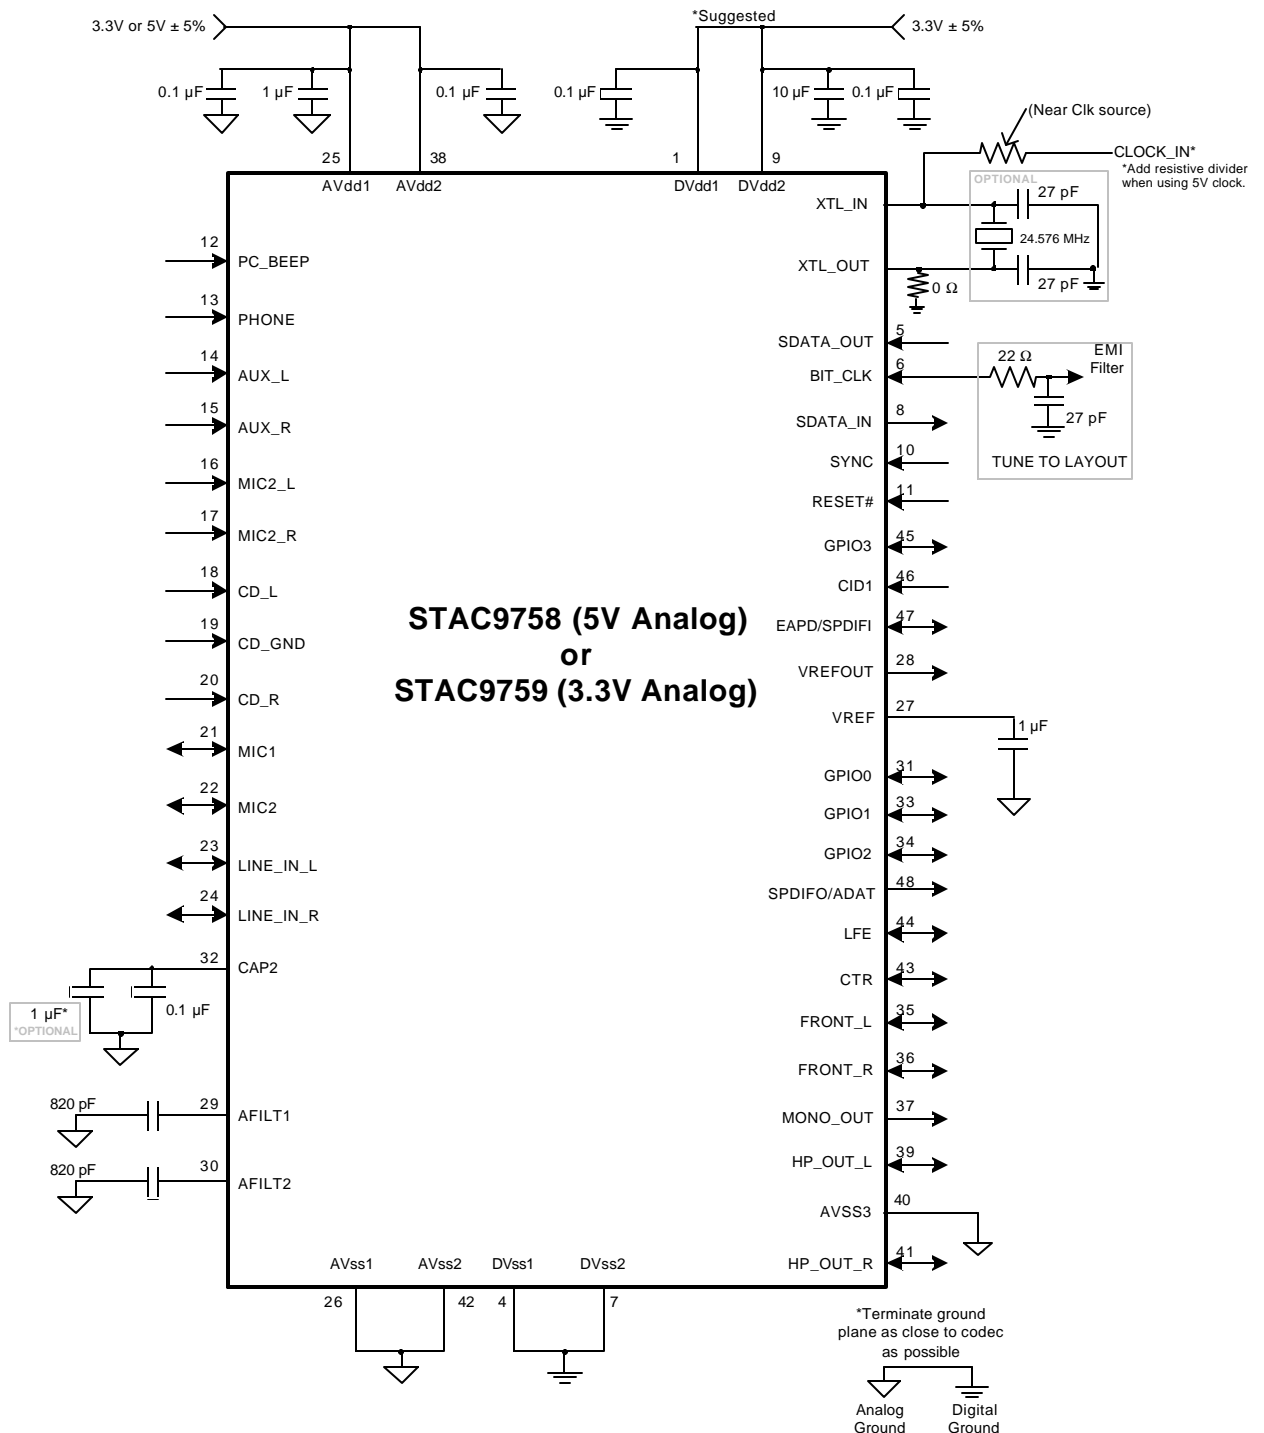 *Suggested
3.3V or 5V ± 5%
3.3V ± 5%
0.1 µF
1 µF
0.1 µF
0.1 µF
10 µF
0.1 µF
(Near Clk source)
CLOCK_IN*
*Add resistive divider
when using 5V clock.
25
38
1
9
AVdd1
AVdd2
DVdd1
DVdd2
OPTIONAL
XTL_IN
27 pF
24.576 MHz
XTL_OUT
27 pF
0 Ω
12
PC_BEEP
13
PHONE
14
AUX_L
15
AUX_R
16
MIC2_L
17
MIC2_R
18
CD_L
19
CD_GND
20
CD_R
21
MIC1
22
MIC2
23
LINE_IN_L
24
LINE_IN_R
32
CAP2
1 µF*
*OPTIONAL
0.1 µF
820 pF
29
AFILT1
820 pF
30
AFILT2
STAC9758 (5V Analog)
or
STAC9759 (3.3V Analog)
SDATA_OUT
5
BIT_CLK
6
22 Ω
EMI
Filter
27 pF
TUNE TO LAYOUT
SDATA_IN
8
SYNC
10
RESET#
11
GPIO3
45
CID1
46
EAPD/SPDIFI
47
VREFOUT
28
VREF
27
1 µF
GPIO0
31
GPIO1
33
GPIO2
34
SPDIFO/ADAT
48
LFE
44
CTR
43
FRONT_L
35
FRONT_R
36
MONO_OUT
37
HP_OUT_L
39
AVSS3
40
HP_OUT_R
41
AVss1
AVss2
DVss1
DVss2
26
42
4
7
*Terminate ground
plane as close to codec
as possible
Analog
Ground
Digital
Ground